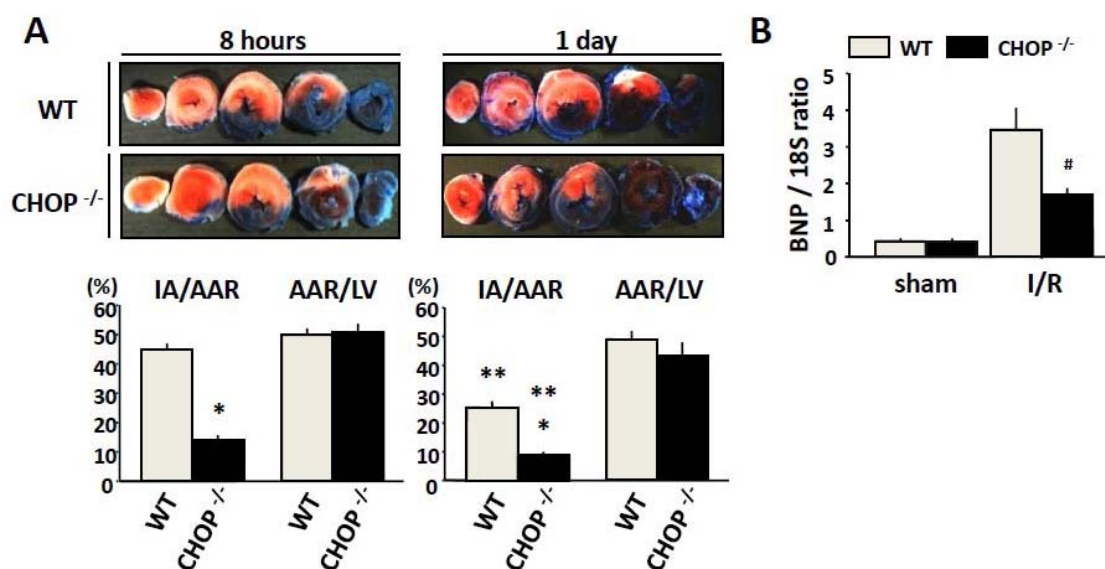 A
8 hours
1 day
WT
CHOP -/-
(%)
IA/AAR
AAR/LV
60
50
40
30
20
10
0
*
WT
CHOP -/-
WT
CHOP -/-
(%)
IA/AAR
AAR/LV
60
50
40
30
20
10
0
**
**
*
WT
CHOP -/-
WT
CHOP -/-
B
WT
CHOP -/-
BNP / 18S ratio
5
4
3
2
1
0
#
sham
I/R